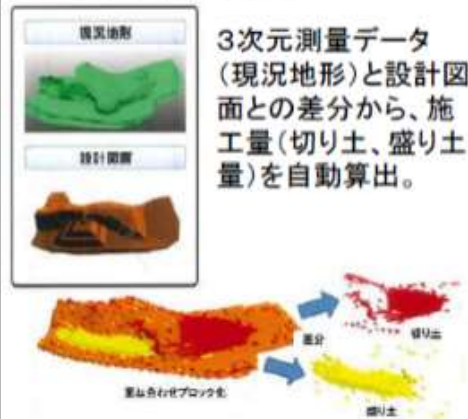 現況地形
設計図面
3次元測量データ
(現況地形)と設計図
面との差分から、施
工量(切り土、盛り土
量)を自動算出。
差分
切り土
重ね合わせブロック化
盛り土